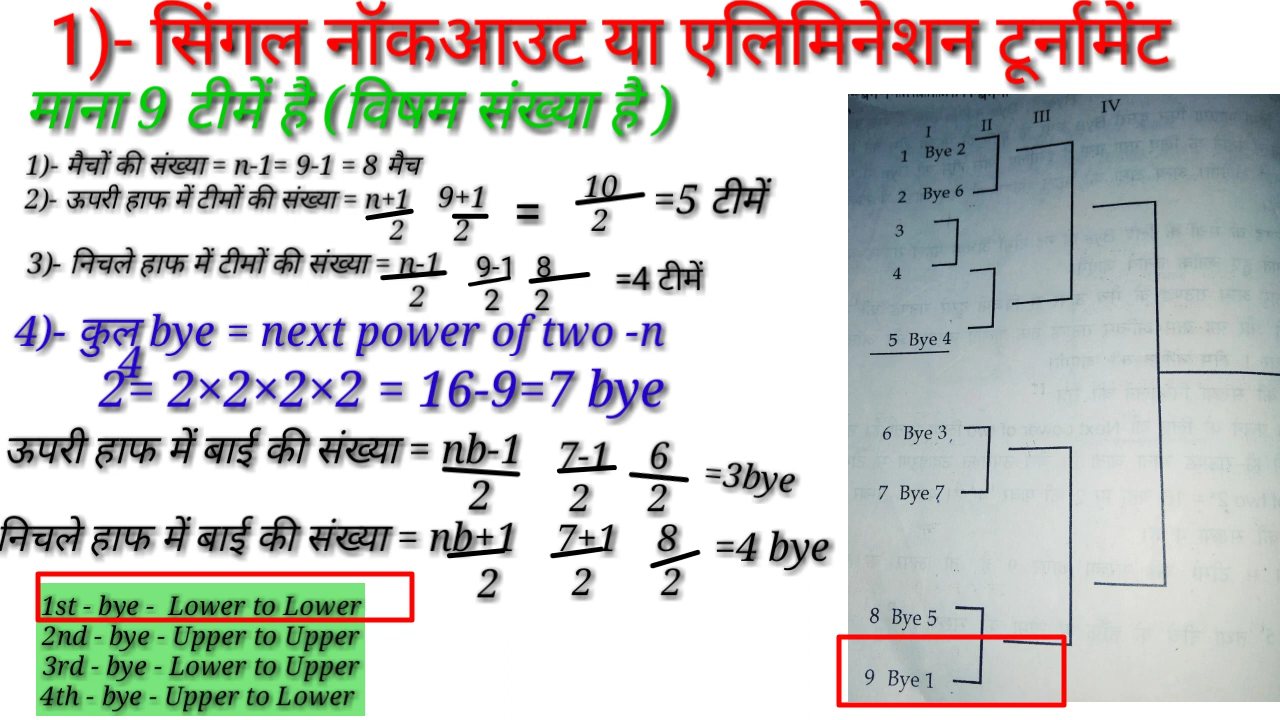 1)- सिंगल नॉकआउट या एलिमिनेशन टूर्नामेंट
माना 9 टीमें है (विषम संख्या है )
1)- मैचों की संख्या = n-1= 9-1 = 8 मैच
2)- ऊपरी हाफ में टीमों की संख्या = n+1/2 9+1/2 = 10/2 =5 टीमें
3)- निचले हाफ में टीमों की संख्या = n-1/2 9-1/2 8/2 =4 टीमें
4)- कुल bye = next power of two -n
2⁴= 2×2×2×2 = 16-9=7 bye
ऊपरी हाफ में बाई की संख्या = nb-1/2 7-1/2 6/2 =3bye
निचले हाफ में बाई की संख्या = nb+1/2 7+1/2 8/2 =4 bye
1st - bye - Lower to Lower
2nd - bye - Upper to Upper
3rd - bye - Lower to Upper
4th - bye - Upper to Lower
I II III IV
1 Bye 2
2 Bye 6
3
4
5 Bye 4
6 Bye 3
7 Bye 7
8 Bye 5
9 Bye 1